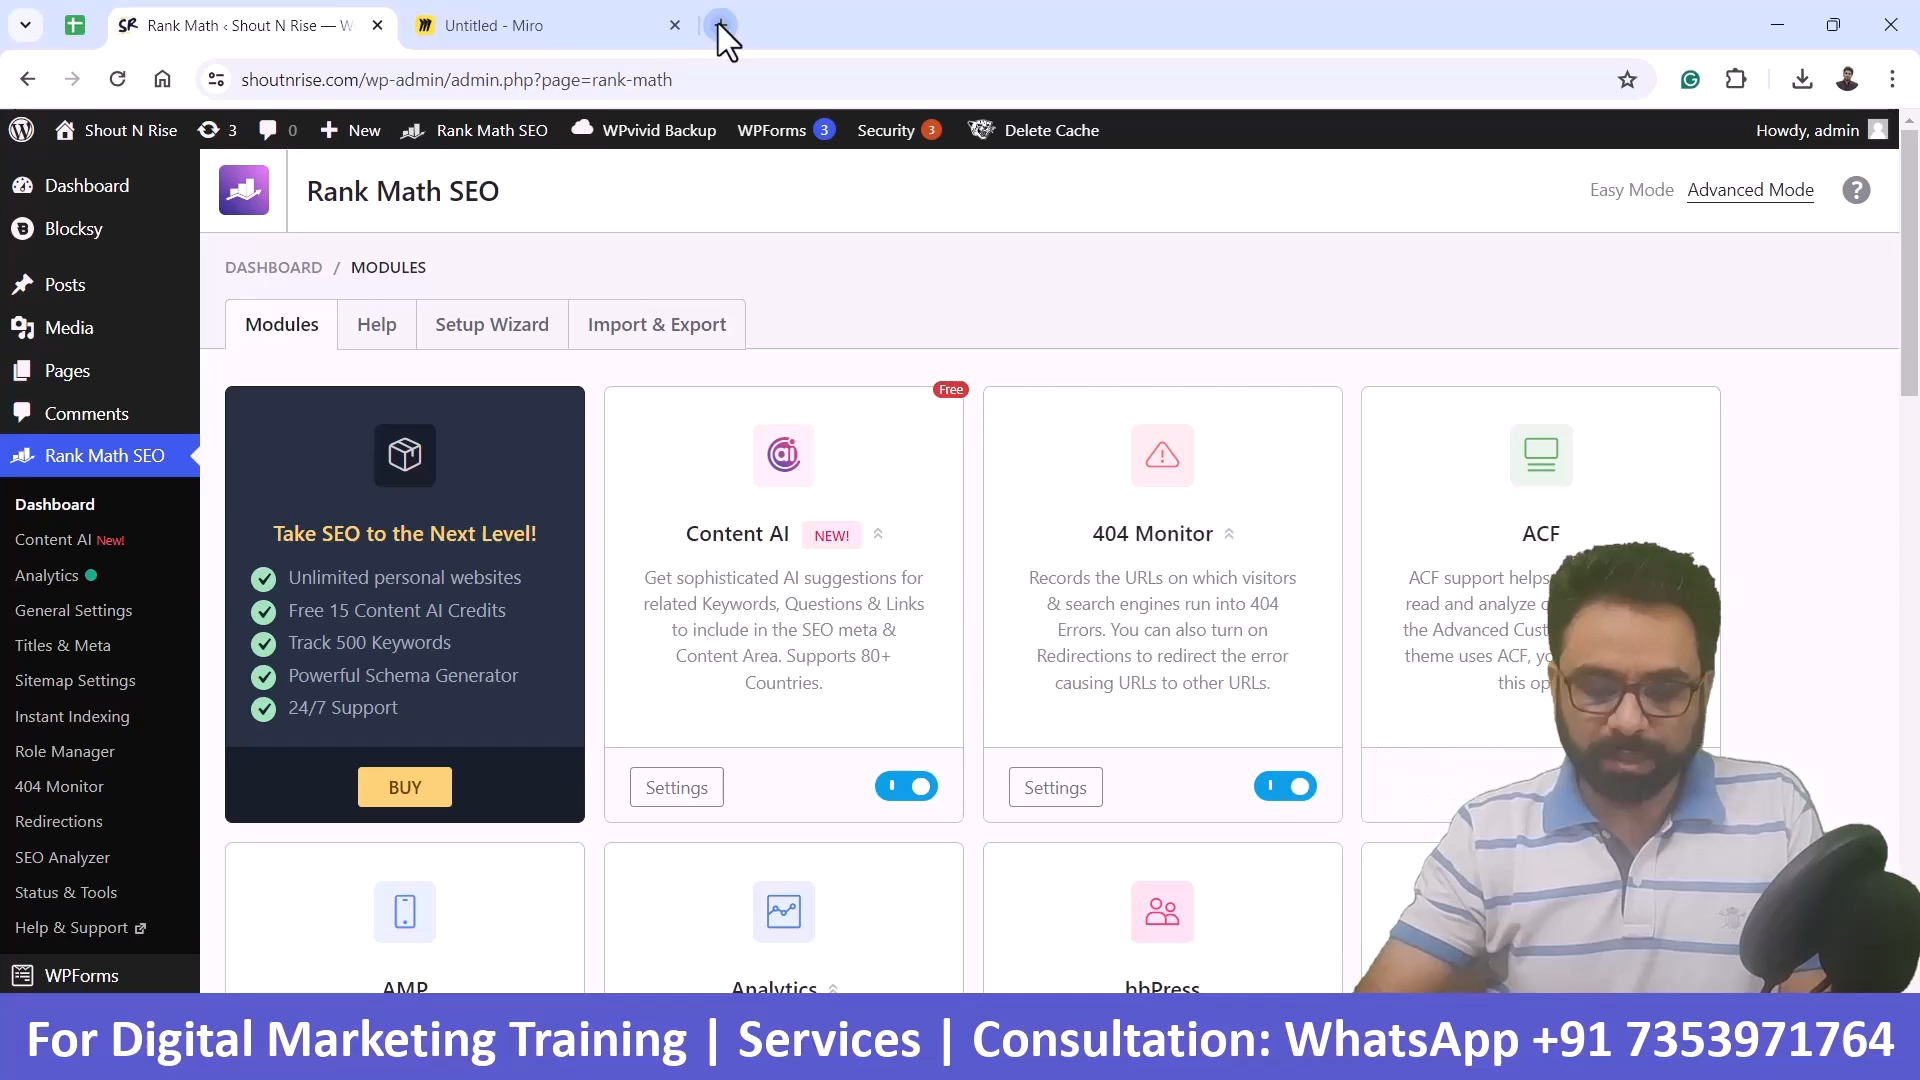 SR Rank Math ‹ Shout N Rise — W
Untitled - Miro
shoutnrise.com/wp-admin/admin.php?page=rank-math
Shout N Rise 3 0 New Rank Math SEO WPvivid Backup WPForms 3 Security 3 Delete Cache Howdy, admin
Dashboard
Blocksy
Posts
Media
Pages
Comments
Rank Math SEO
Dashboard
Content AI New!
Analytics
General Settings
Titles & Meta
Sitemap Settings
Instant Indexing
Role Manager
404 Monitor
Redirections
SEO Analyzer
Status & Tools
Help & Support
WPForms
Rank Math SEO
Easy Mode Advanced Mode ?
DASHBOARD / MODULES
Modules Help Setup Wizard Import & Export
Take SEO to the Next Level!
Unlimited personal websites
Free 15 Content AI Credits
Track 500 Keywords
Powerful Schema Generator
24/7 Support
BUY
Free
Content AI NEW!
Get sophisticated AI suggestions for
related Keywords, Questions & Links
to include in the SEO meta &
Content Area. Supports 80+
Countries.
Settings
404 Monitor
Records the URLs on which visitors
& search engines run into 404
Errors. You can also turn on
Redirections to redirect the error
causing URLs to other URLs.
Settings
ACF
ACF support helps
read and analyze
the Advanced
theme uses ACF,
this
AMP
Analytics
bbPress
For Digital Marketing Training | Services | Consultation: WhatsApp +91 7353971764